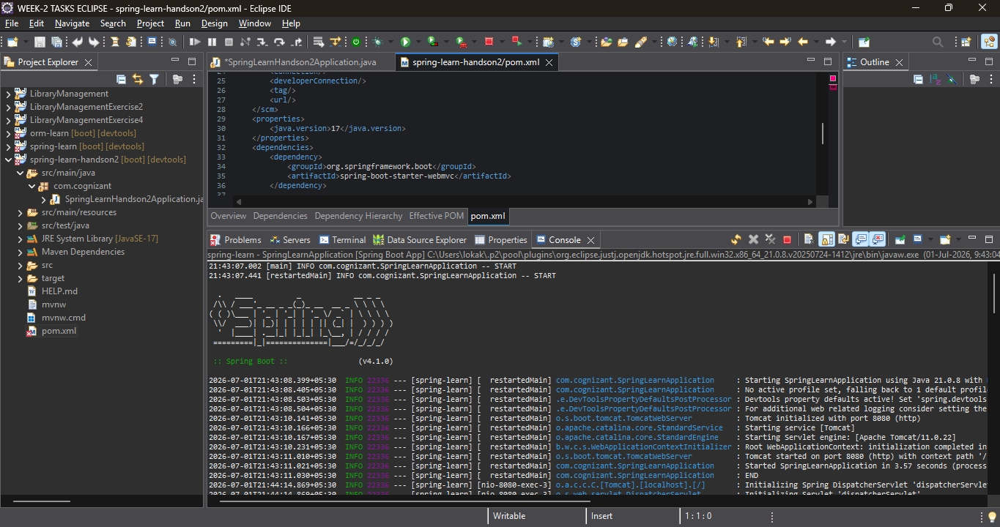 WEEK-2 TASKS ECLIPSE - spring-learn-handson2/pom.xml - Eclipse IDE
File Edit Navigate Search Project Run Design Window Help
Project Explorer
LibraryManagement
LibraryManagementExercise2
LibraryManagementExercise4
orm-learn [boot] [devtools]
spring-learn [boot] [devtools]
spring-learn-handson2 [boot] [devtools]
src/main/java
com.cognizant
SpringLearnHandson2Application.ja
src/main/resources
src/test/java
JRE System Library [JavaSE-17]
Maven Dependencies
src
target
HELP.md
mvnw
mvnw.cmd
pom.xml
*SpringLearnHandson2Application.java
spring-learn-handson2/pom.xml
25 <developerConnection/>
26 <tag/>
27 <url/>
28 </scm>
29 <properties>
30 <java.version>17</java.version>
31 </properties>
32 <dependencies>
33 <dependency>
34 <groupId>org.springframework.boot</groupId>
35 <artifactId>spring-boot-starter-webmvc</artifactId>
36 </dependency>
37
Overview Dependencies Dependency Hierarchy Effective POM pom.xml
Outline
Problems Servers Terminal Data Source Explorer Properties Console
spring-learn - SpringLearnApplication [Spring Boot App] C:\Users\lokak\.p2\pool\plugins\org.eclipse.justj.openjdk.hotspot.jre.full.win32.x86_64_21.0.8.v20250724-1412\jre\bin\javaw.exe (01-Jul-2026, 9:43:04
21:43:07.002 [main] INFO com.cognizant.SpringLearnApplication -- START
21:43:07.441 [restartedMain] INFO com.cognizant.SpringLearnApplication -- START
Spring
:: Spring Boot :: (v4.1.0)
2026-07-01T21:43:08.399+05:30 INFO 22336 --- [spring-learn] [ restartedMain] com.cognizant.SpringLearnApplication : Starting SpringLearnApplication using Java 21.0.8 with
2026-07-01T21:43:08.405+05:30 INFO 22336 --- [spring-learn] [ restartedMain] com.cognizant.SpringLearnApplication : No active profile set, falling back to 1 default profil
2026-07-01T21:43:08.503+05:30 INFO 22336 --- [spring-learn] [ restartedMain] .e.DevToolsPropertyDefaultsPostProcessor : Devtools property defaults active! Set 'spring.devtools
2026-07-01T21:43:08.504+05:30 INFO 22336 --- [spring-learn] [ restartedMain] .e.DevToolsPropertyDefaultsPostProcessor : For additional web related logging consider setting the
2026-07-01T21:43:10.141+05:30 INFO 22336 --- [spring-learn] [ restartedMain] o.s.boot.tomcat.TomcatWebServer : Tomcat initialized with port 8080 (http)
2026-07-01T21:43:10.166+05:30 INFO 22336 --- [spring-learn] [ restartedMain] o.apache.catalina.core.StandardService : Starting service [Tomcat]
2026-07-01T21:43:10.167+05:30 INFO 22336 --- [spring-learn] [ restartedMain] o.apache.catalina.core.StandardEngine : Starting Servlet engine: [Apache Tomcat/11.0.22]
2026-07-01T21:43:10.231+05:30 INFO 22336 --- [spring-learn] [ restartedMain] b.w.c.s.WebApplicationContextInitializer : Root WebApplicationContext: initialization completed in
2026-07-01T21:43:11.010+05:30 INFO 22336 --- [spring-learn] [ restartedMain] o.s.boot.tomcat.TomcatWebServer : Tomcat started on port 8080 (http) with context path '/
2026-07-01T21:43:11.021+05:30 INFO 22336 --- [spring-learn] [ restartedMain] com.cognizant.SpringLearnApplication : Started SpringLearnApplication in 3.57 seconds (process
2026-07-01T21:43:11.030+05:30 INFO 22336 --- [spring-learn] [ restartedMain] com.cognizant.SpringLearnApplication : END
2026-07-01T21:44:14.869+05:30 INFO 22336 --- [spring-learn] [nio-8080-exec-3] o.a.c.c.C.[Tomcat].[localhost].[/] : Initializing Spring DispatcherServlet 'dispatcherServle
2026-07-01T21:44:14.869+05:30 INFO 22336 --- [spring-learn] [nio-8080-exec-3] o.s.web.servlet.DispatcherServlet : Initializing Servlet 'dispatcherServlet'
Writable Insert 1 : 1 : 0